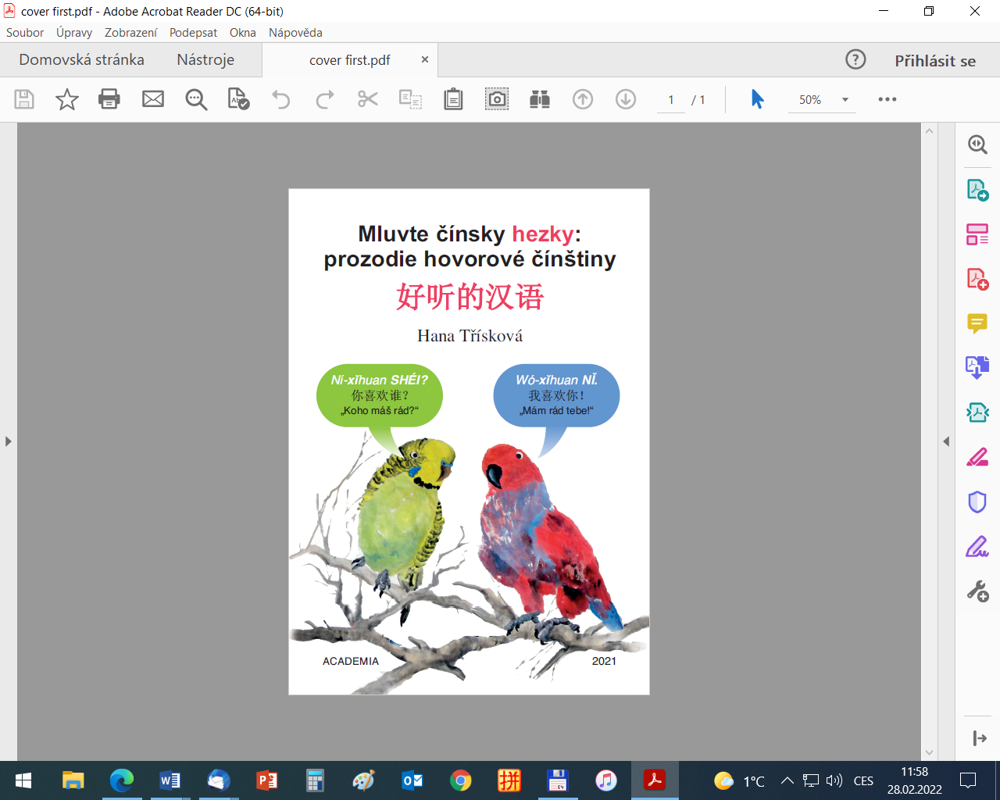 cover first.pdf - Adobe Acrobat Reader DC (64-bit)
Soubor Úpravy Zobrazení Podepsat Okna Nápověda
Domovská stránka Nástroje cover first.pdf × ? Přihlásit se
1 / 1 50%
Mluvte čínsky hezky:
prozodie hovorové čínštiny
好听的汉语
Hana Třísková
Ní-xǐhuan SHÉI?
你喜欢谁?
„Koho máš rád?“
Wó-xǐhuan NǏ.
我喜欢你!
„Mám rád tebe!“
ACADEMIA 2021
拼
1°C CES
11:58
28.02.2022